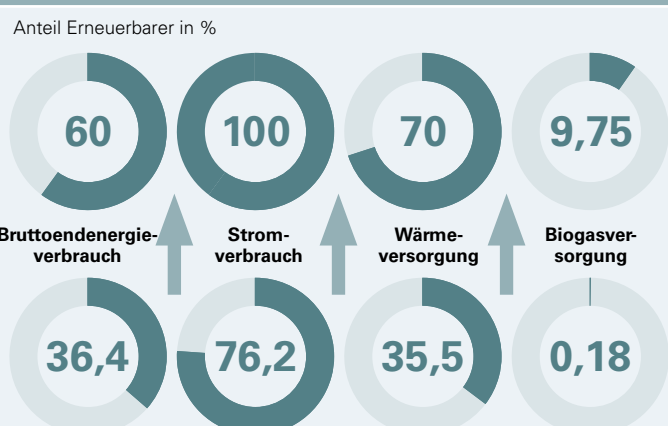 Anteil Erneuerbarer in %
60 100 70 9,75
Bruttoendenergie- Strom- Wärme- Biogasver-
verbrauch verbrauch versorgung sorgung
36,4 76,2 35,5 0,18